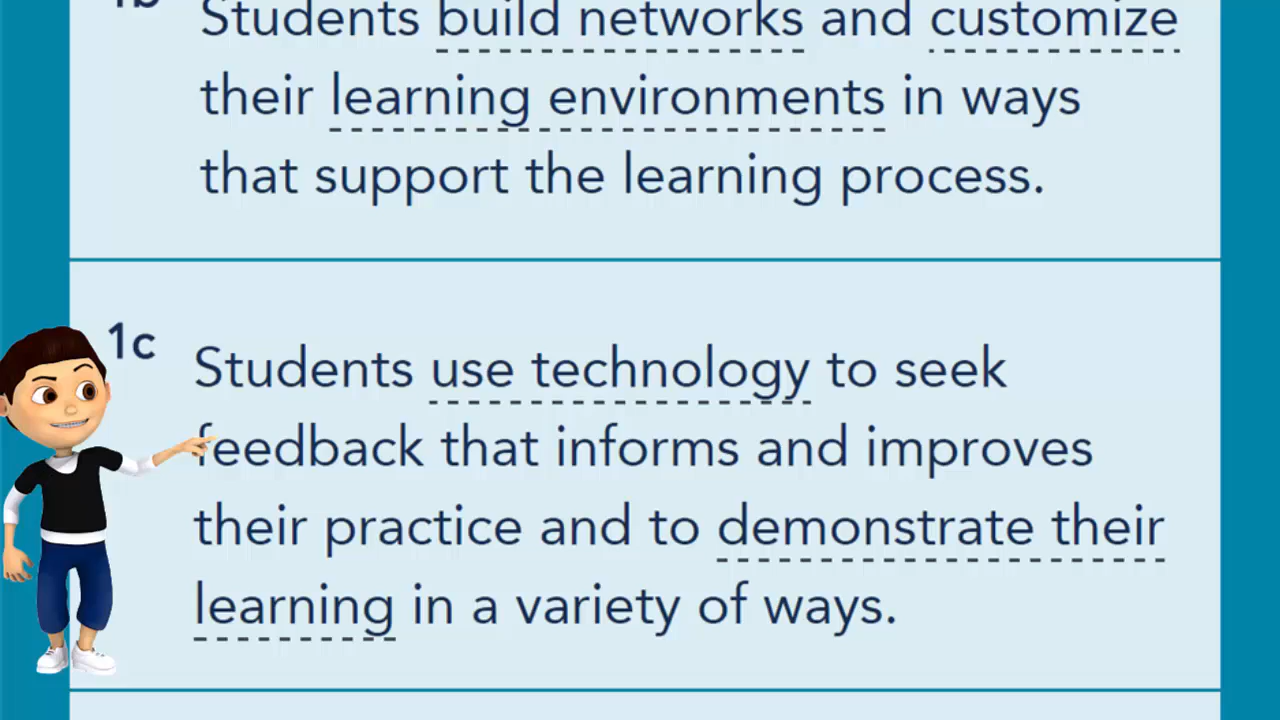 1b
Students build networks and customize
their learning environments in ways
that support the learning process.
1c
Students use technology to seek
feedback that informs and improves
their practice and to demonstrate their
learning in a variety of ways.